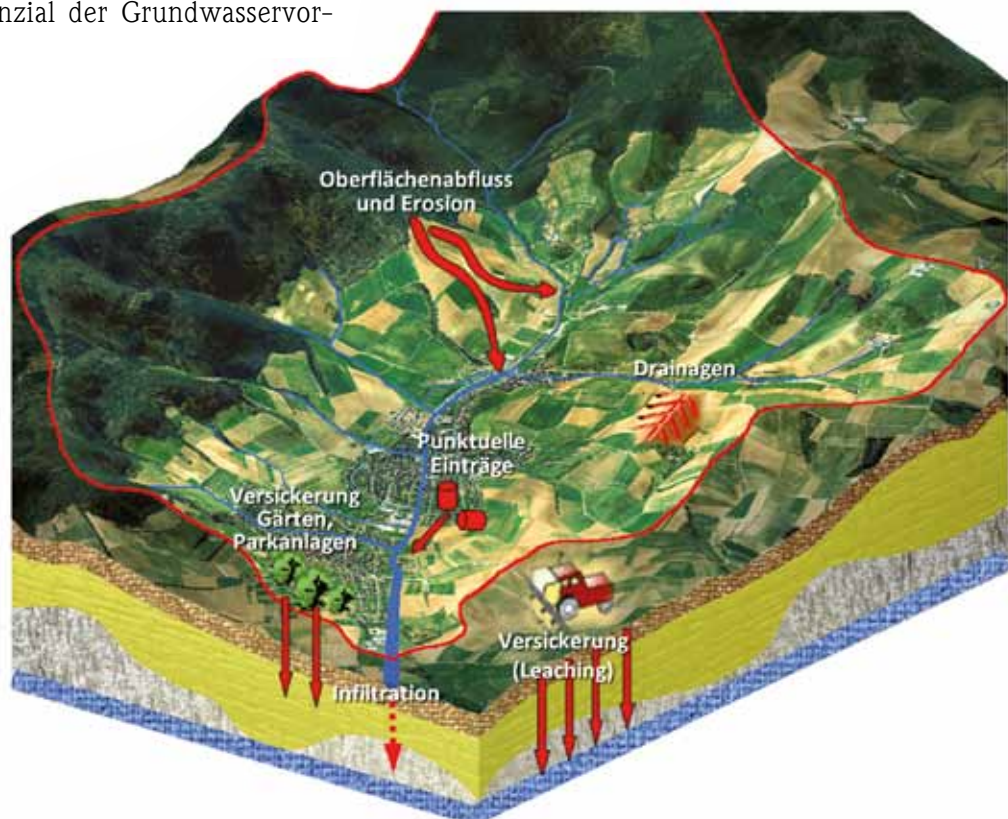 nzial der Grundwasservor-
Oberflächenabfluss
und Erosion
Drainagen
Punktuelle
Einträge
Versickerung
Gärten,
Parkanlagen
Versickerung
(Leaching)
Infiltration